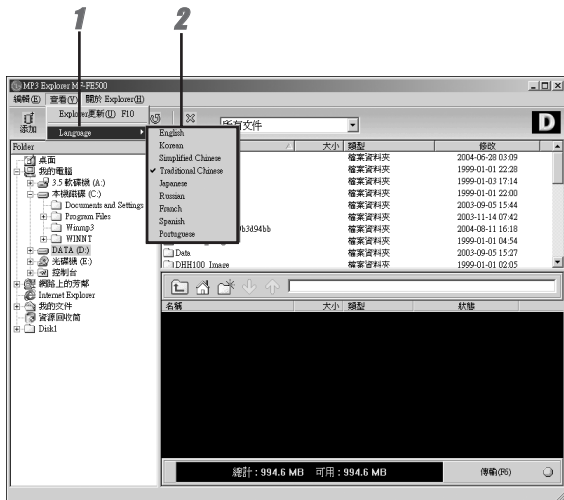 1 2
MP3 Explorer MP-FE500
編輯(E) 查看(V) 關於 Explorer(H)
添加
Explorer更新(U) F10
Language
所有文件
D
English
Korean
Simplified Chinese
Traditional Chinese
Japanese
Russian
French
Spanish
Portuguese
Folder
桌面
我的電腦
3.5 軟碟機 (A:)
本機磁碟 (C:)
Documents and Settings
Program Files
Winmp3
WINNT
DATA (D:)
光碟機 (E:)
控制台
網路上的芳鄰
Internet Explorer
我的文件
資源回收筒
Disk1
大小 類型 修改
檔案資料夾 2004-06-28 03:09
檔案資料夾 1999-01-01 22:28
檔案資料夾 1999-01-03 17:14
檔案資料夾 1999-01-01 22:00
檔案資料夾 2003-09-05 15:44
檔案資料夾 2003-11-14 07:42
檔案資料夾 2004-08-11 16:18
檔案資料夾 1999-01-01 04:54
Data 檔案資料夾 2003-09-05 15:27
DHH100_Image 檔案資料夾 1999-01-01 02:05
名稱 大小 類型 狀態
總計：994.6 MB 可用：994.6 MB
傳輸(F6)